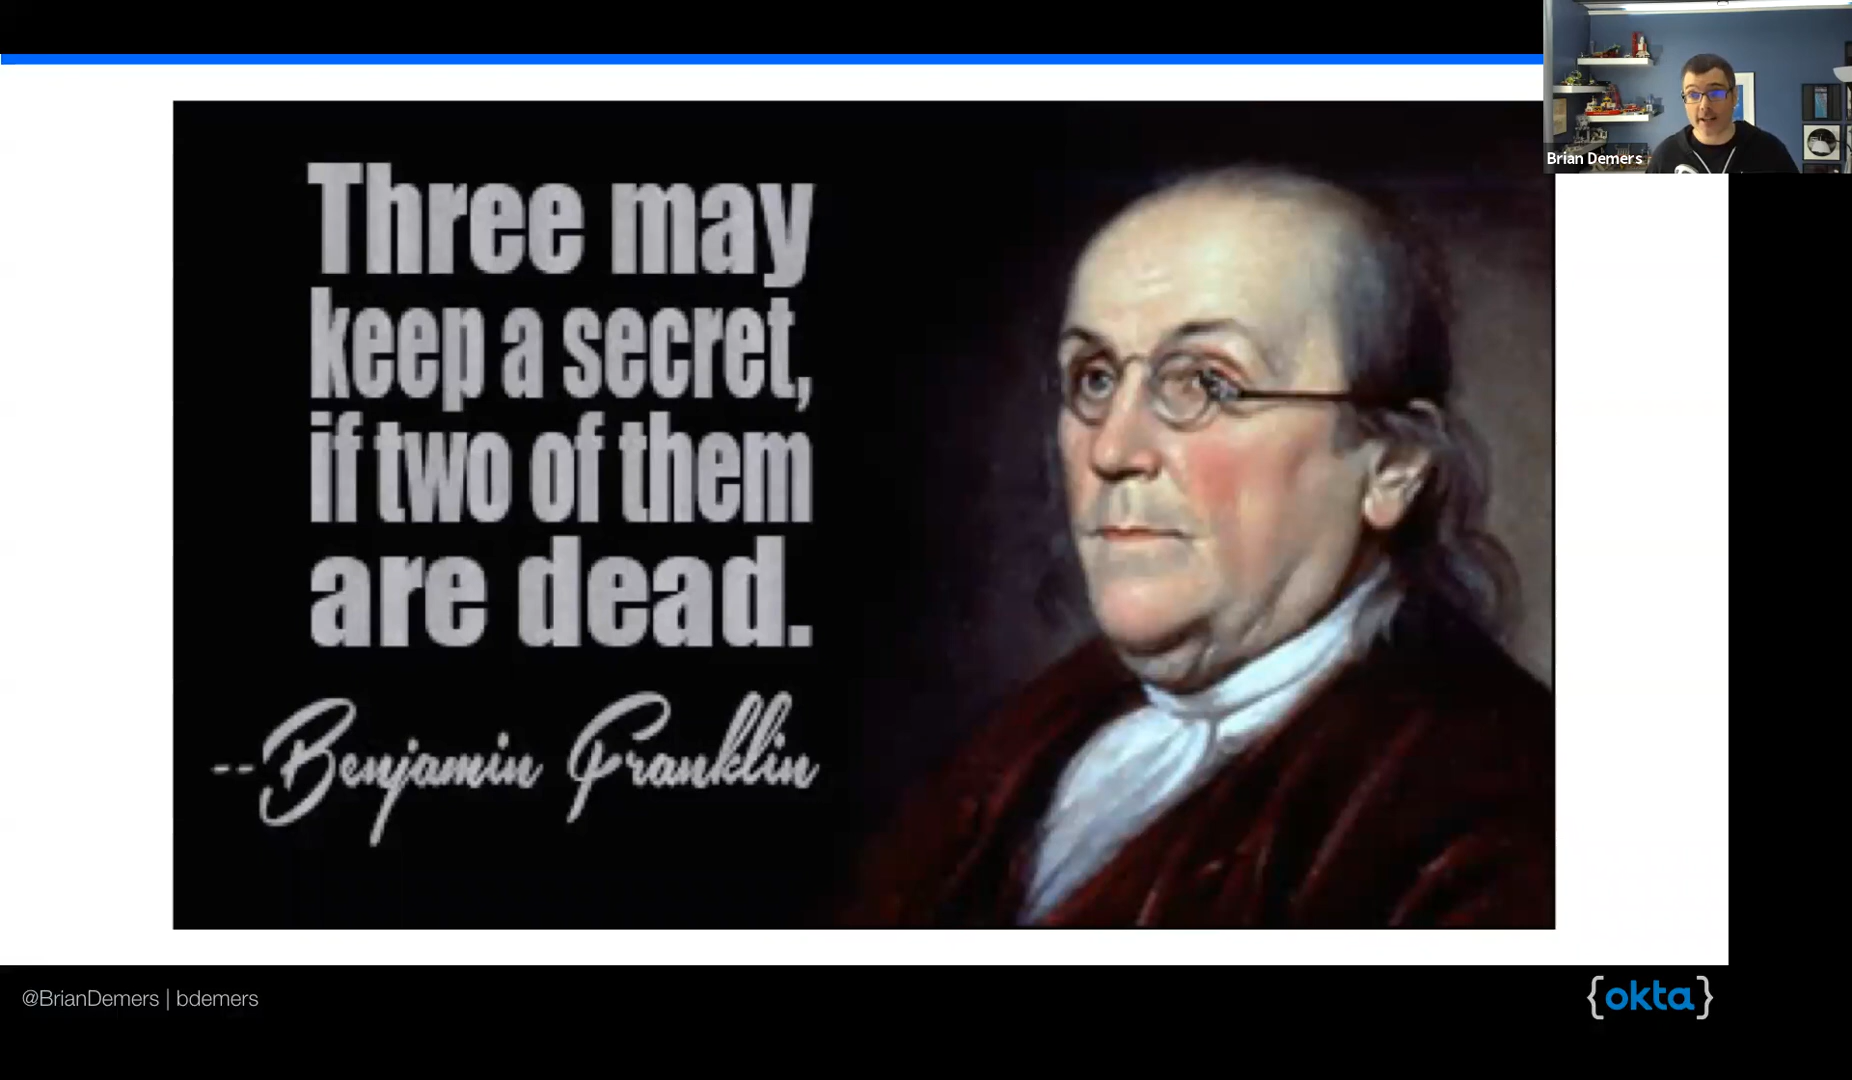 Brian Demers
Three may
keep a secret,
if two of them
are dead.
--Benjamin Franklin
@BrianDemers | bdemers
{okta}